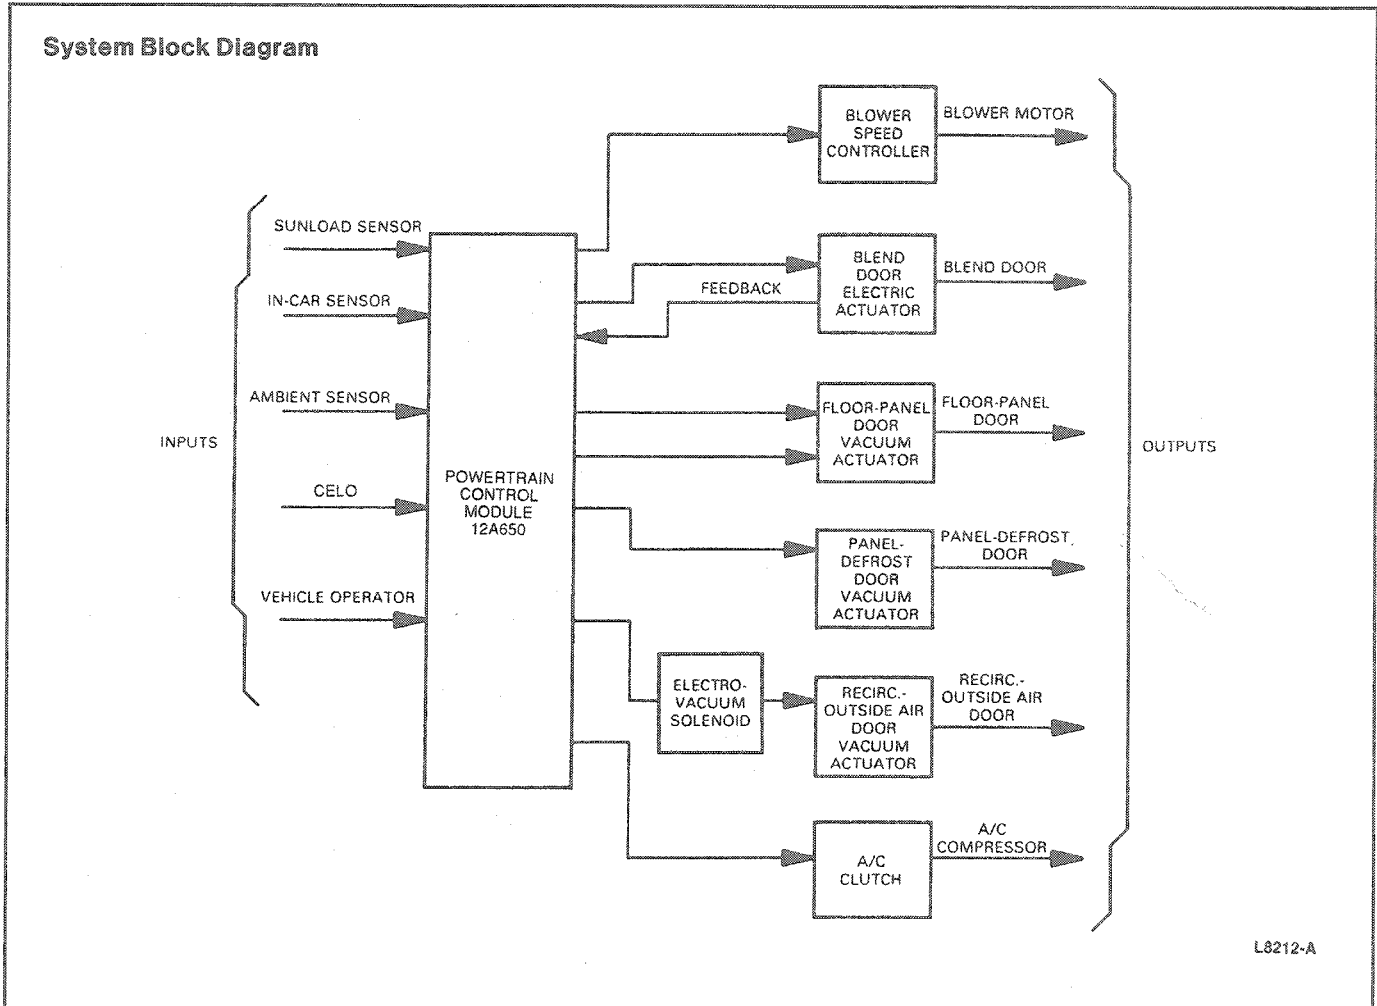 System Block Diagram
INPUTS
SUNLOAD SENSOR
IN-CAR SENSOR
AMBIENT SENSOR
CELO
VEHICLE OPERATOR
POWERTRAIN
CONTROL
MODULE
12A650
FEEDBACK
ELECTRO-
VACUUM
SOLENOID
BLOWER
SPEED
CONTROLLER
BLOWER MOTOR
BLEND
DOOR
ELECTRIC
ACTUATOR
BLEND DOOR
FLOOR-PANEL
DOOR
VACUUM
ACTUATOR
FLOOR-PANEL
DOOR
PANEL-
DEFROST
DOOR
VACUUM
ACTUATOR
PANEL-DEFROST
DOOR
RECIRC.-
OUTSIDE AIR
DOOR
VACUUM
ACTUATOR
RECIRC.-
OUTSIDE AIR
DOOR
A/C
CLUTCH
A/C
COMPRESSOR
OUTPUTS
L8212-A